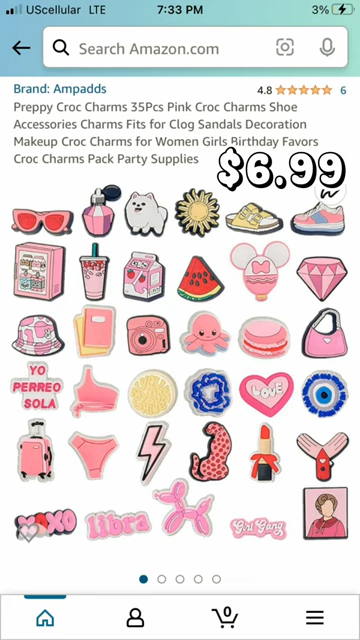 UScellular LTE 7:33 PM 3%
Search Amazon.com
Brand: Ampadds 4.8 6
Preppy Croc Charms 35Pcs Pink Croc Charms Shoe
Accessories Charms Fits for Clog Sandals Decoration
Makeup Croc Charms for Women Girls Birthday Favors
Croc Charms Pack Party Supplies
$6.99
YO
PERREO
SOLA
LOVE
XOXO
libra
Girl Gang
0